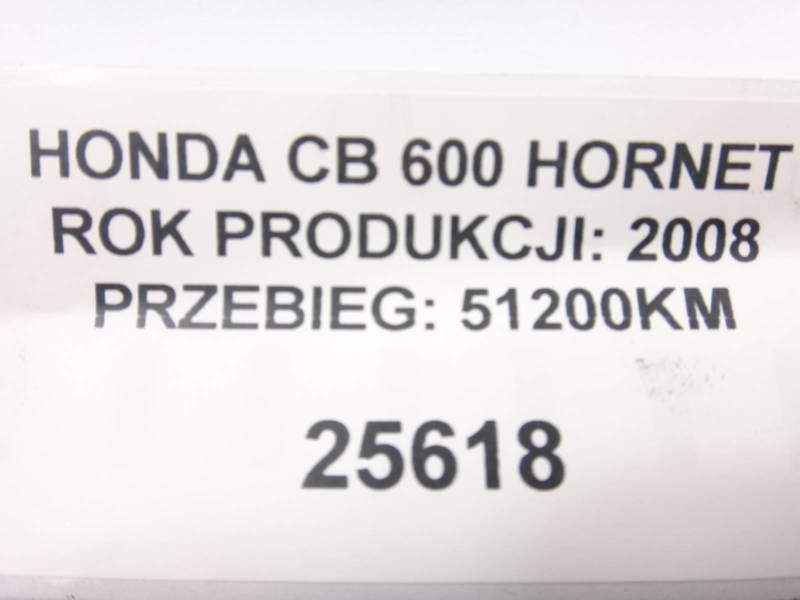 HONDA CB 600 HORNET
ROK PRODUKCJI: 2008
PRZEBIEG: 51200KM
25618